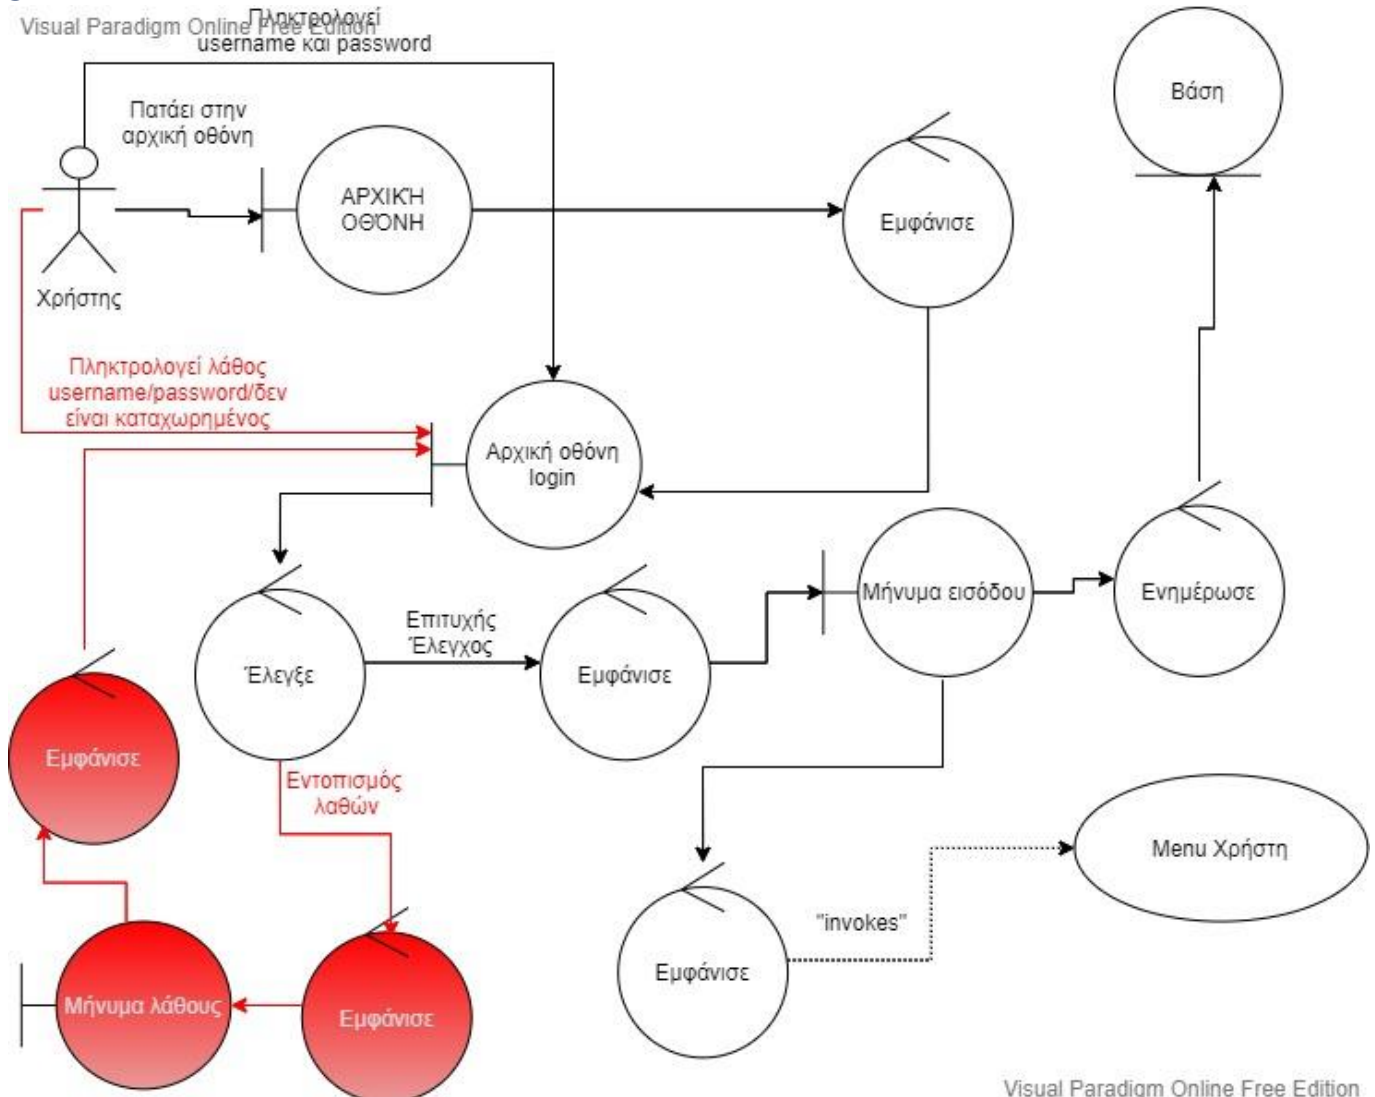 Visual Paradigm Online Free Edition
Πληκτρολογεί
username και password
Πατάει στην
αρχική οθόνη
Βάση
ΑΡΧΙΚΉ
ΟΘΌΝΗ
Εμφάνισε
Χρήστης
Πληκτρολογεί λάθος
username/password/δεν
είναι καταχωρημένος
Αρχική οθόνη
login
Μήνυμα εισόδου
Ενημέρωσε
Επιτυχής
Έλεγχος
Έλεγξε
Εμφάνισε
Εμφάνισε
Εντοπισμός
λαθών
Menu Χρήστη
"invokes"
Εμφάνισε
Μήνυμα λάθους
Εμφάνισε
Visual Paradigm Online Free Edition